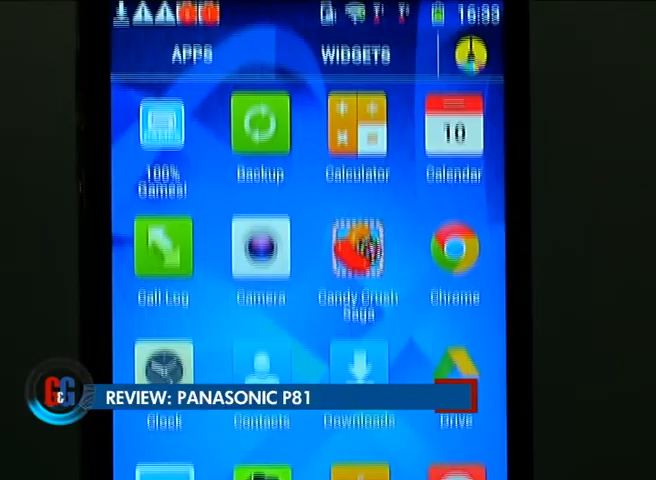 16:33
APPS WIDGETS
100% Games! Backup Calculator Calendar
10
Call Log Camera Candy Crush Saga Chrome
G&G
REVIEW: PANASONIC P81
Clock Contacts Downloads Drive